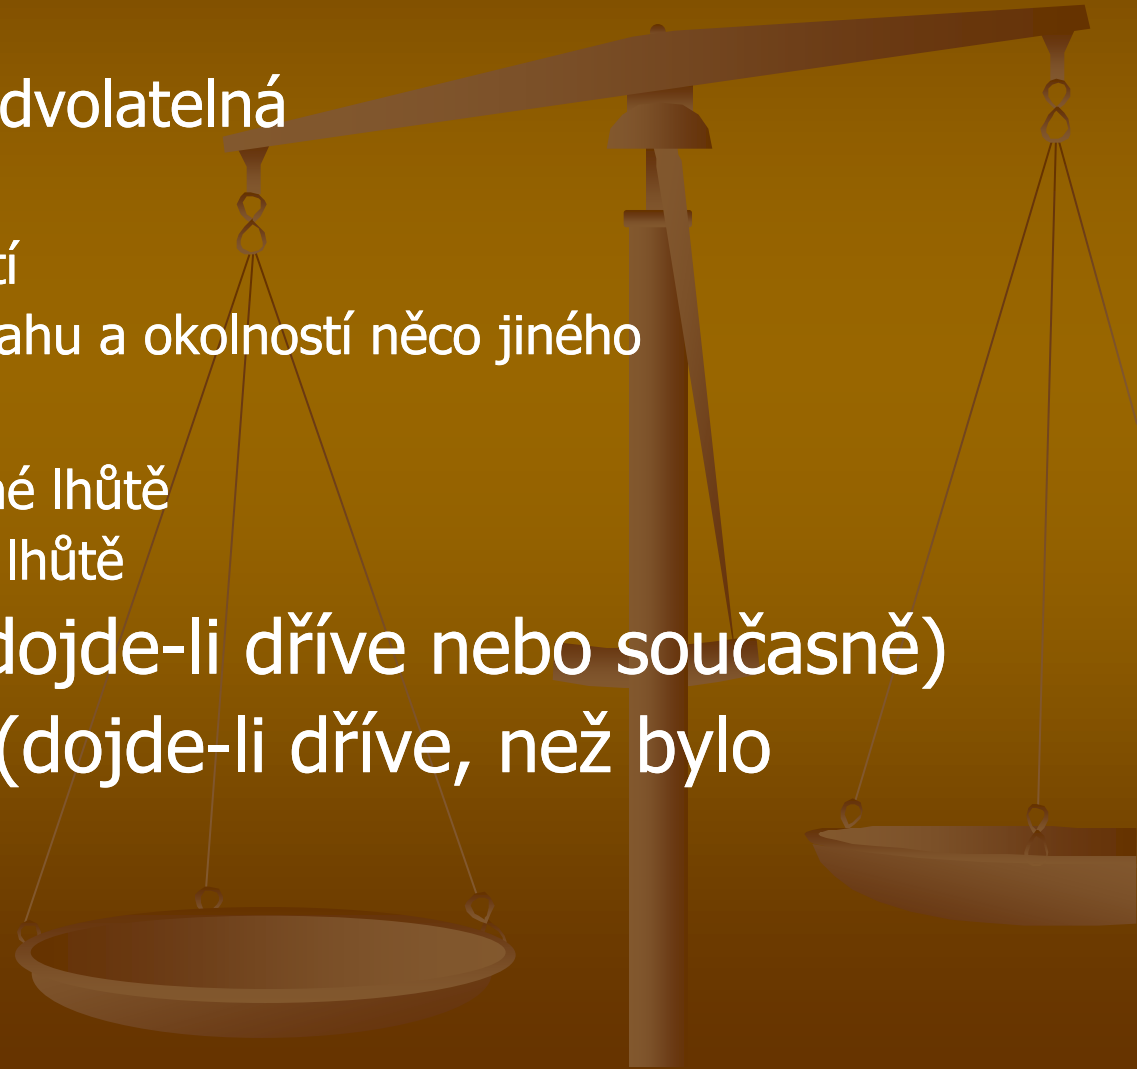 dvolatelná
tí
ahu a okolností něco jiného
né lhůtě
lhůtě
dojde-li dříve nebo současně)
(dojde-li dříve, než bylo